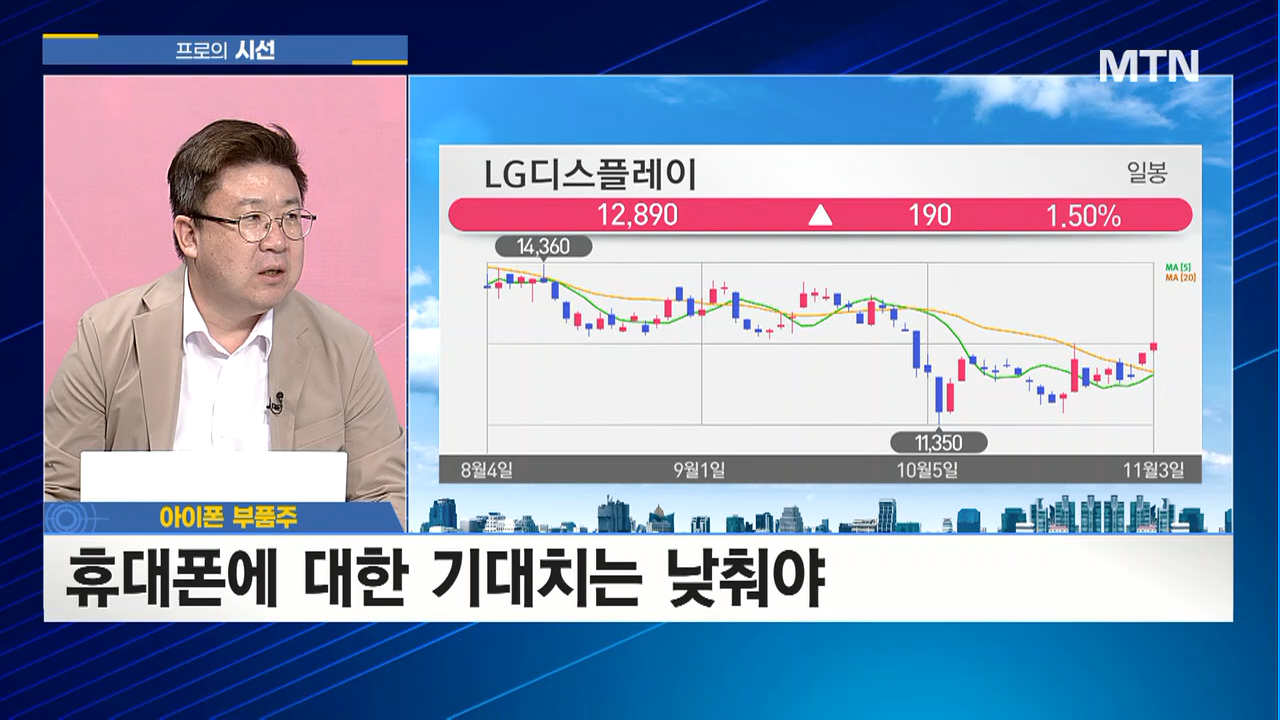 프로의 시선
MTN
LG디스플레이
일봉
12,890 ▲ 190 1.50%
14,360
MA [5]
MA [20]
11,350
8월4일 9월1일 10월5일 11월3일
아이폰 부품주
휴대폰에 대한 기대치는 낮춰야